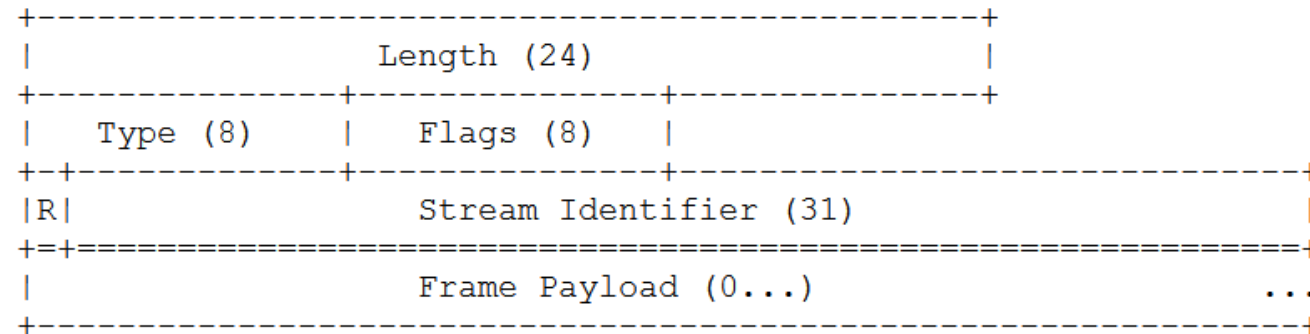 +-----------------------------------------------+
|                 Length (24)                   |
+---------------+---------------+---------------+
|   Type (8)    |   Flags (8)   |
+-+-------------+---------------+-------------------------------+
|R|                 Stream Identifier (31)                      |
+=+=============================================================+
|                   Frame Payload (0...)                      ...
+---------------------------------------------------------------+